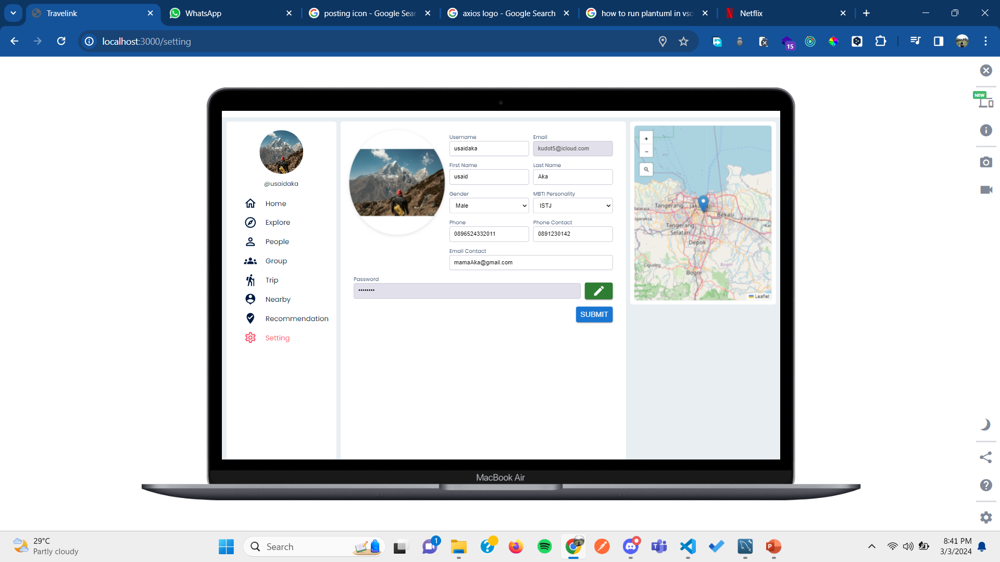 Travelink
WhatsApp
posting icon - Google Sear
axios logo - Google Search
how to run plantuml in vsc
Netflix
localhost:3000/setting
15
NEW
@usaidaka
Home
Explore
People
Group
Trip
Nearby
Recommendation
Setting
Username
Email
usaidaka
kudot5@icloud.com
First Name
Last Name
usaid
Aka
Gender
MBTI Personality
Male
ISTJ
Phone
Phone Contact
0896524332011
0891230142
Email Contact
mamaAka@gmail.com
Password
••••••••
SUBMIT
+
−
Tangerang
Bekasi
Cikarang
Tangerang
Selatan
Depok
Cigudeg
Bogor
Bogor
Leaflet
MacBook Air
29°C
Partly cloudy
Search
1
8:41 PM
3/3/2024